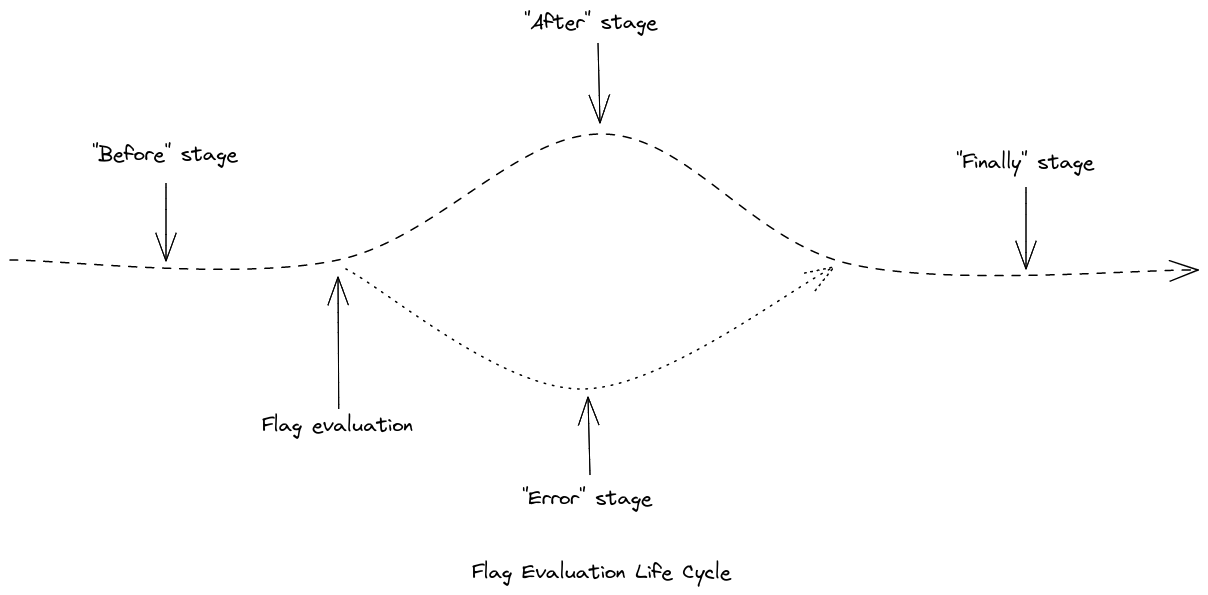 "After" stage
"Before" stage
"Finally" stage
Flag evaluation
"Error" stage
Flag Evaluation Life Cycle